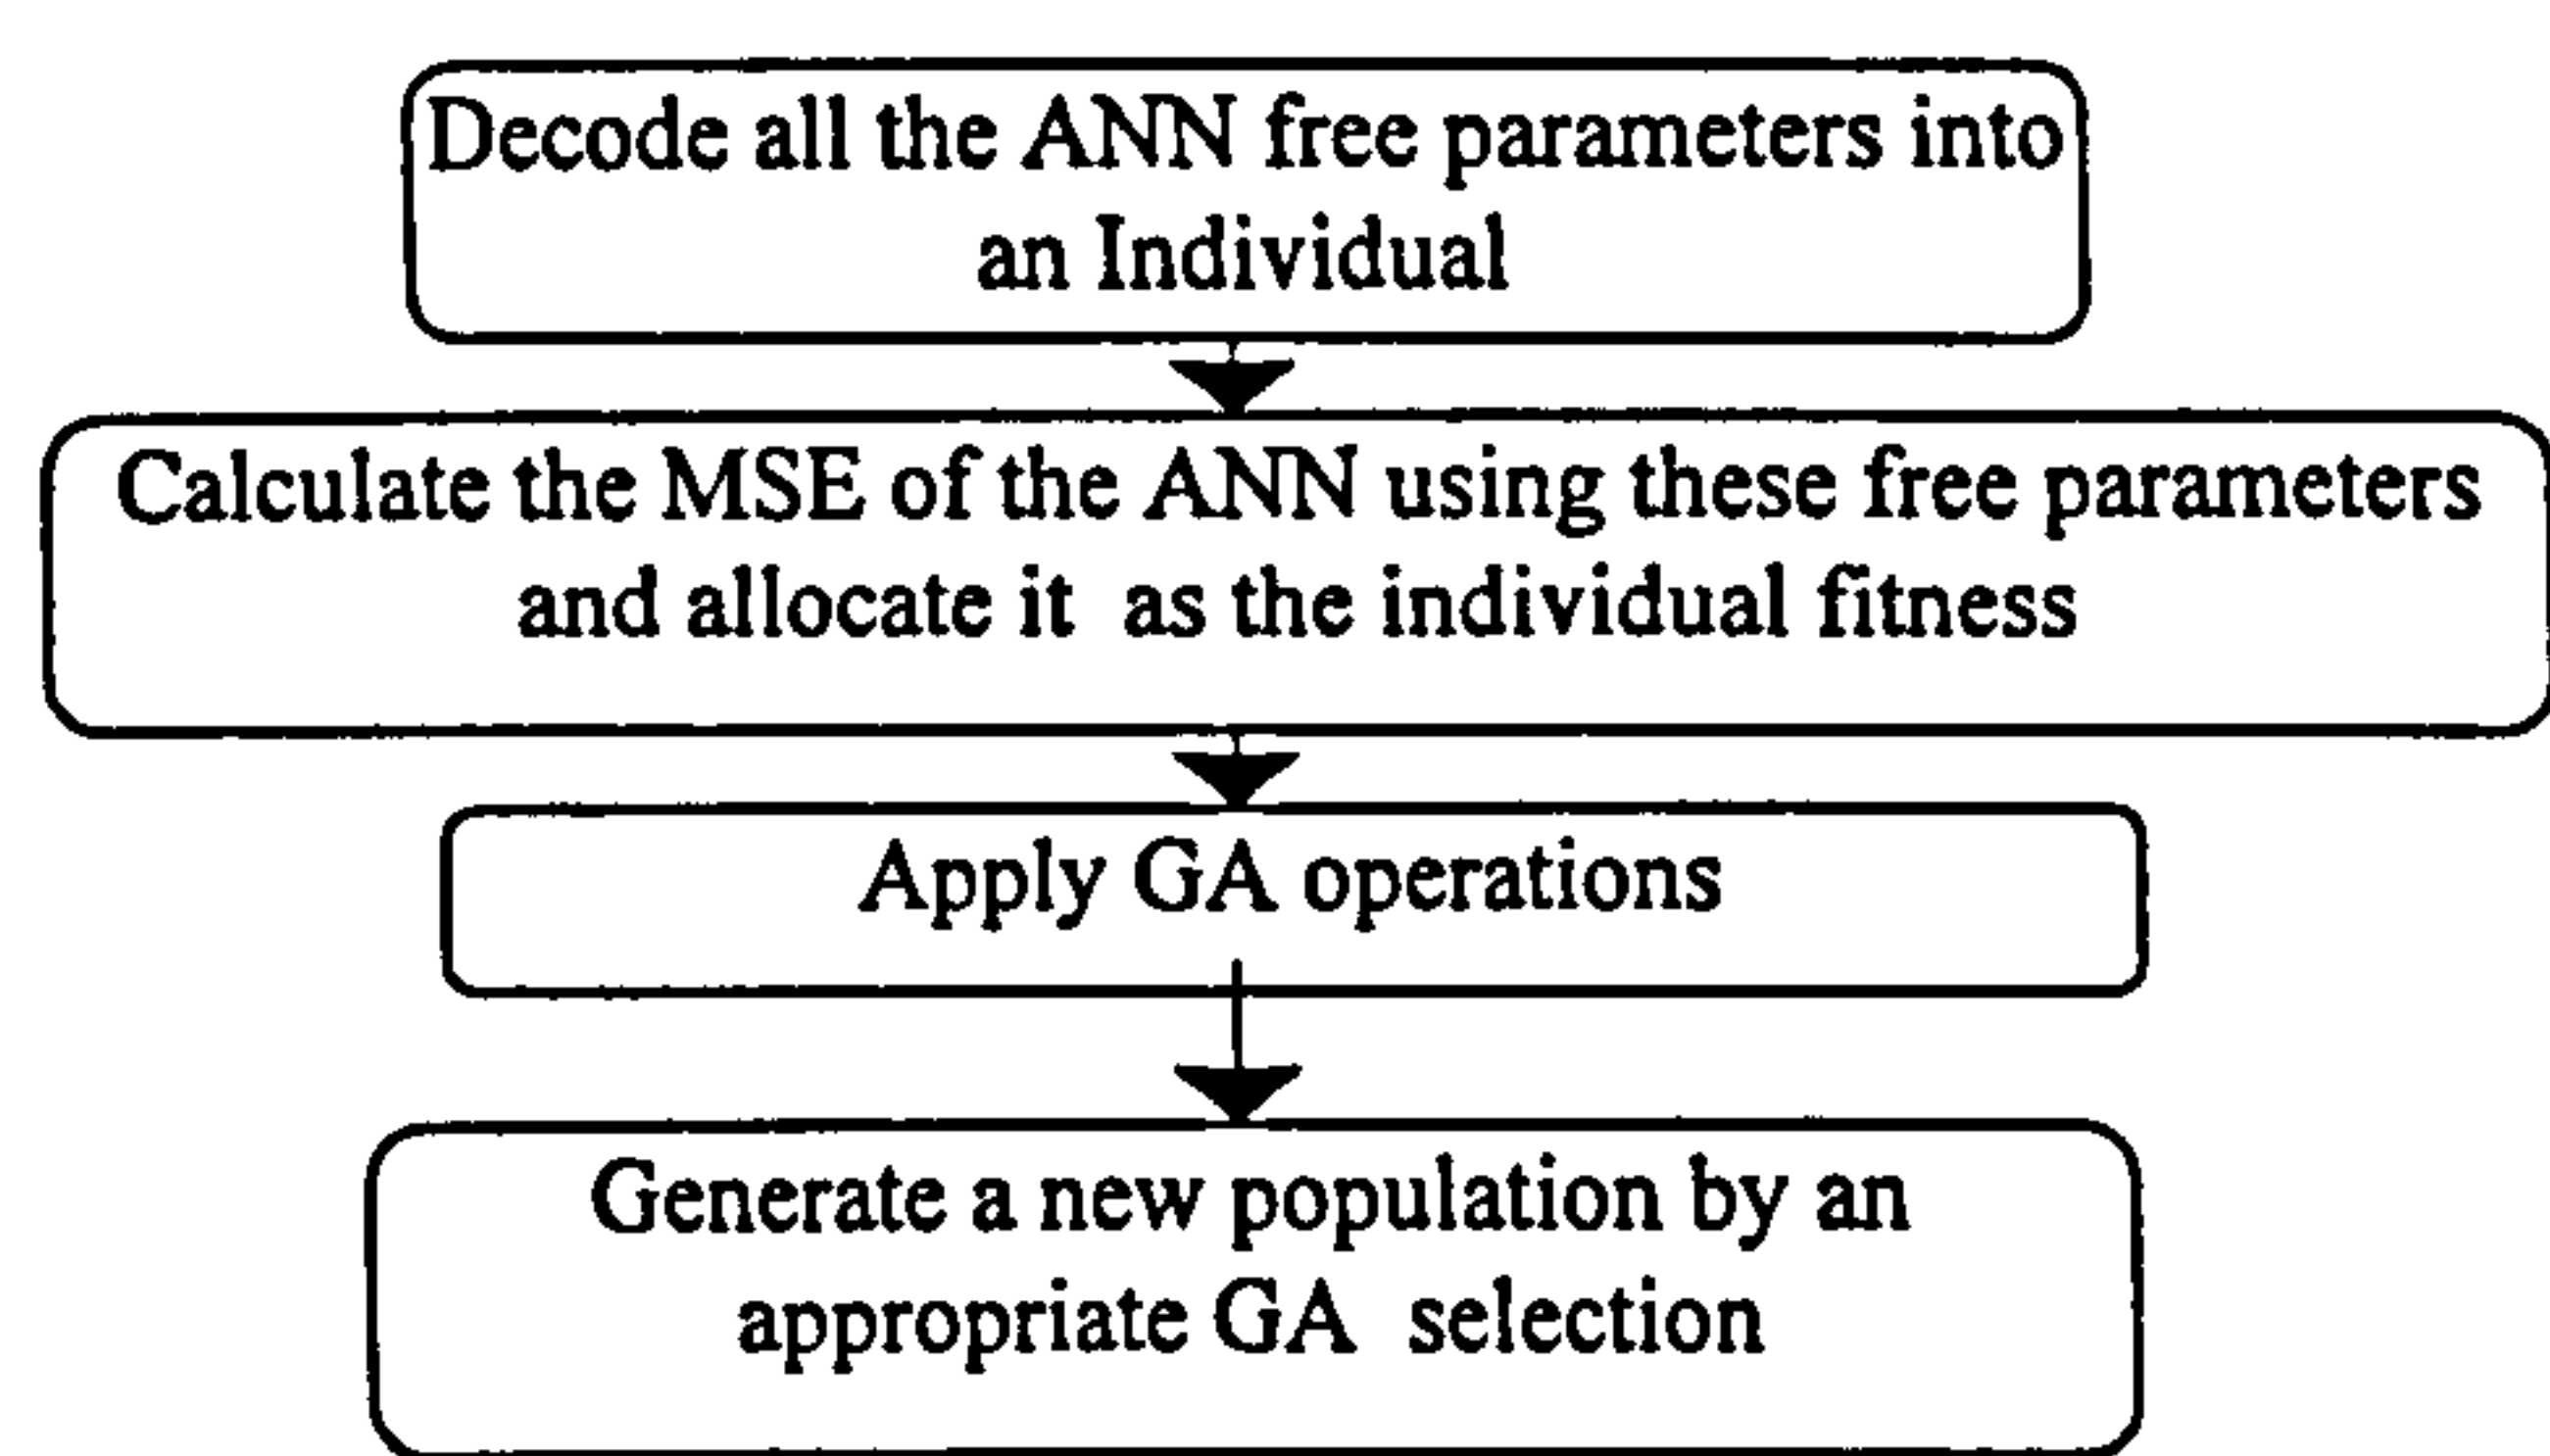 Decode all the ANN free parameters into
an Individual
Calculate the MSE of the ANN using these free parameters
and allocate it as the individual fitness
Apply GA operations
Generate a new population by an
appropriate GA selection